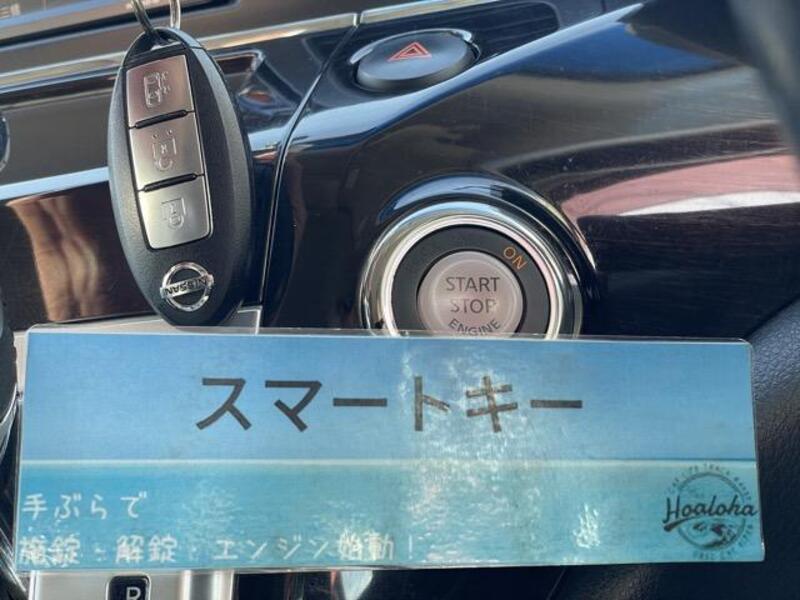 NISSAN
ON
START
STOP
ENGINE
スマートキー
手ぶらで
施錠・解錠・エンジン始動！
Hoaloha
P